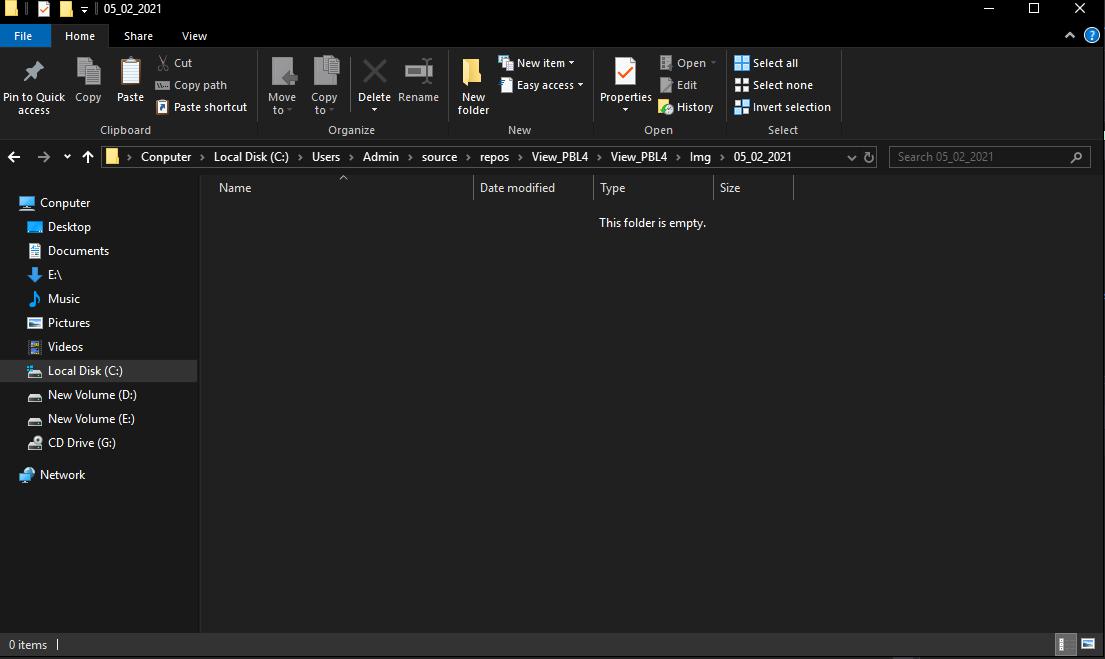 05_02_2021
File Home Share View
Pin to Quick access
Copy
Paste
Cut
Copy path
Paste shortcut
Clipboard
Move to
Copy to
Delete
Rename
Organize
New folder
New item
Easy access
New
Properties
Open
Edit
History
Open
Select all
Select none
Invert selection
Select
Conputer > Local Disk (C:) > Users > Admin > source > repos > View_PBL4 > View_PBL4 > Img > 05_02_2021
Search 05_02_2021
Name Date modified Type Size
This folder is empty.
Conputer
Desktop
Documents
E:\
Music
Pictures
Videos
Local Disk (C:)
New Volume (D:)
New Volume (E:)
CD Drive (G:)
Network
0 items